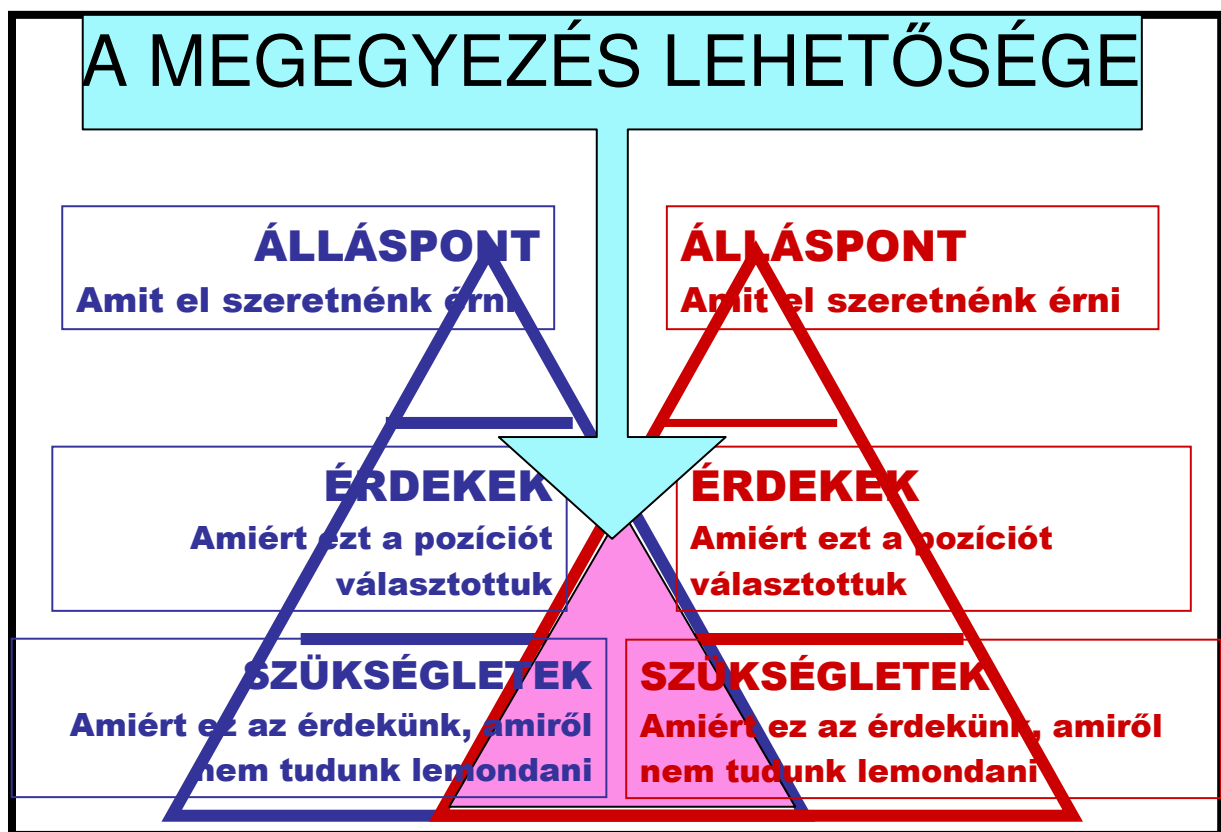 A MEGEGYEZÉS LEHETŐSÉGE
ÁLLÁSPONT
Amit el szeretnénk érni
ÁLLÁSPONT
Amit el szeretnénk érni
ÉRDEKEK
Amiért ezt a pozíciót
választottuk
ÉRDEKEK
Amiért ezt a pozíciót
választottuk
SZÜKSÉGLETEK
Amiért ez az érdekünk, amiről
nem tudunk lemondani
SZÜKSÉGLETEK
Amiért ez az érdekünk, amiről
nem tudunk lemondani